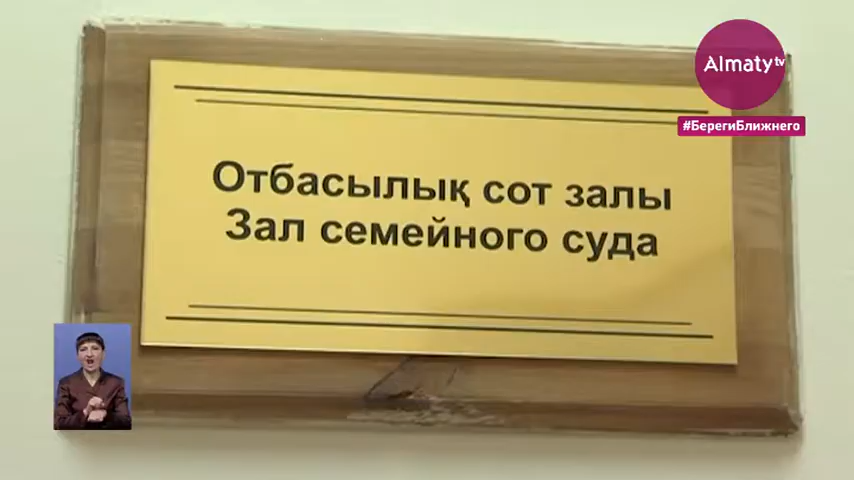 Almaty tv
#БерегиБлижнего
Отбасылық сот залы
Зал семейного суда